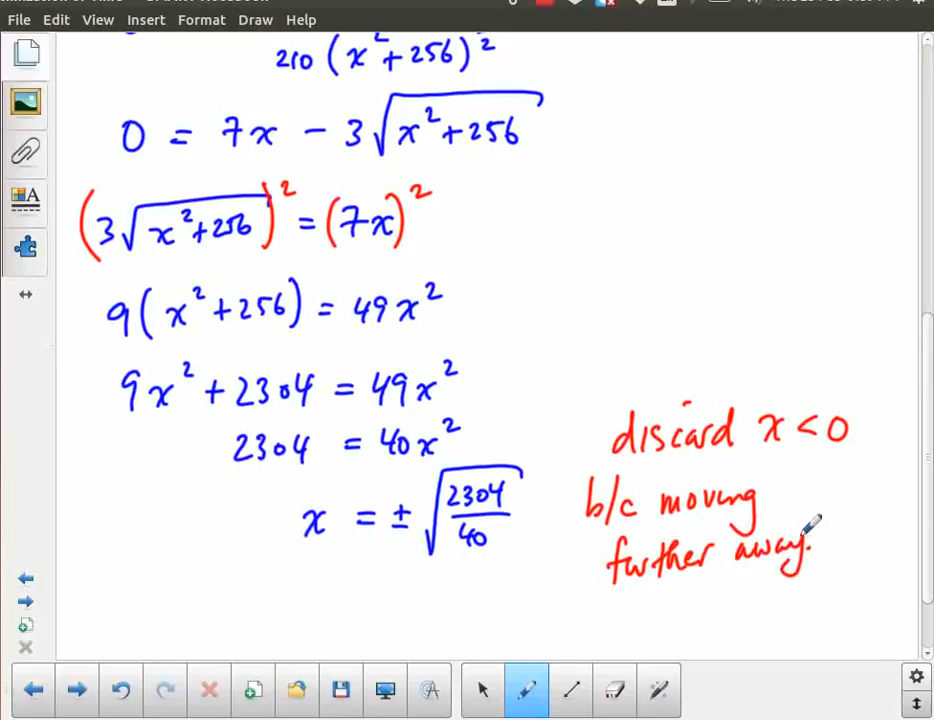 File Edit View Insert Format Draw Help
210 (x² + 256)²
0 = 7x - 3√(x² + 256)
(3√(x² + 256))² = (7x)²
9(x² + 256) = 49x²
9x² + 2304 = 49x²
2304 = 40x²
x = ± √(2304/40)
discard x < 0
b/c moving
further away.